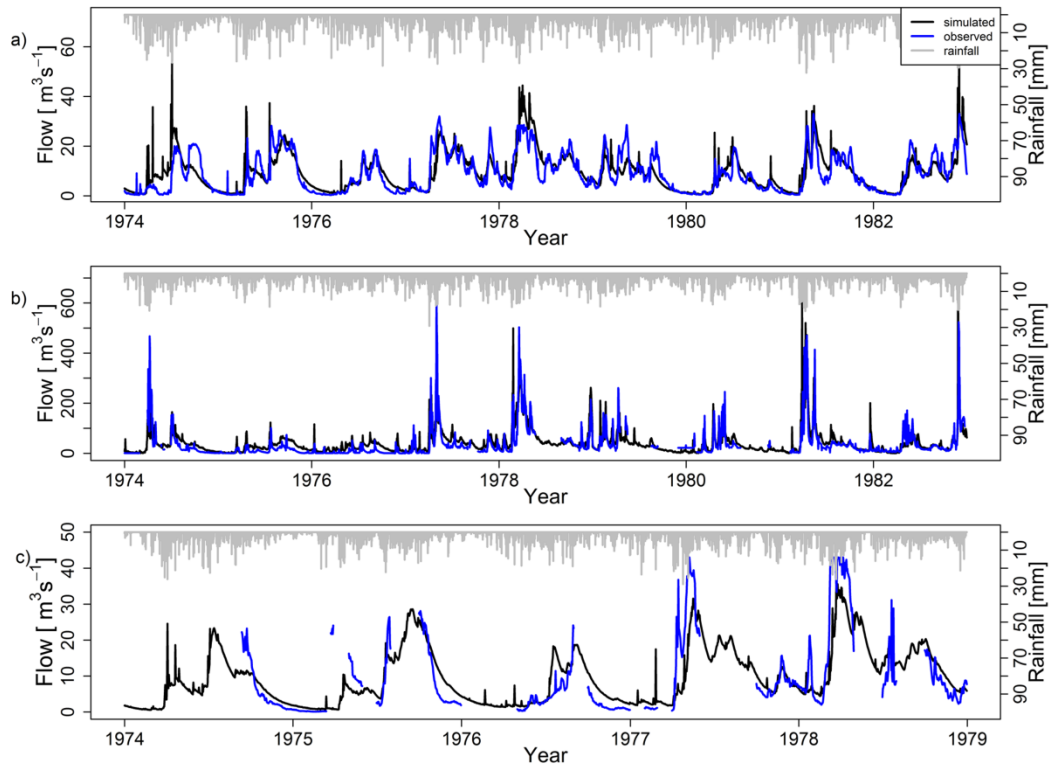 a)
Flow [ m³s⁻¹]
0 20 40 60
1974 1976 1978 1980 1982
Year
10 30 50 70 90
Rainfall [mm]
simulated
observed
rainfall
b)
Flow [ m³s⁻¹]
0 200 400 600
1974 1976 1978 1980 1982
Year
10 30 50 70 90
Rainfall [mm]
c)
Flow [ m³s⁻¹]
0 10 20 30 40 50
1974 1975 1976 1977 1978 1979
Year
10 30 50 70 90
Rainfall [mm]